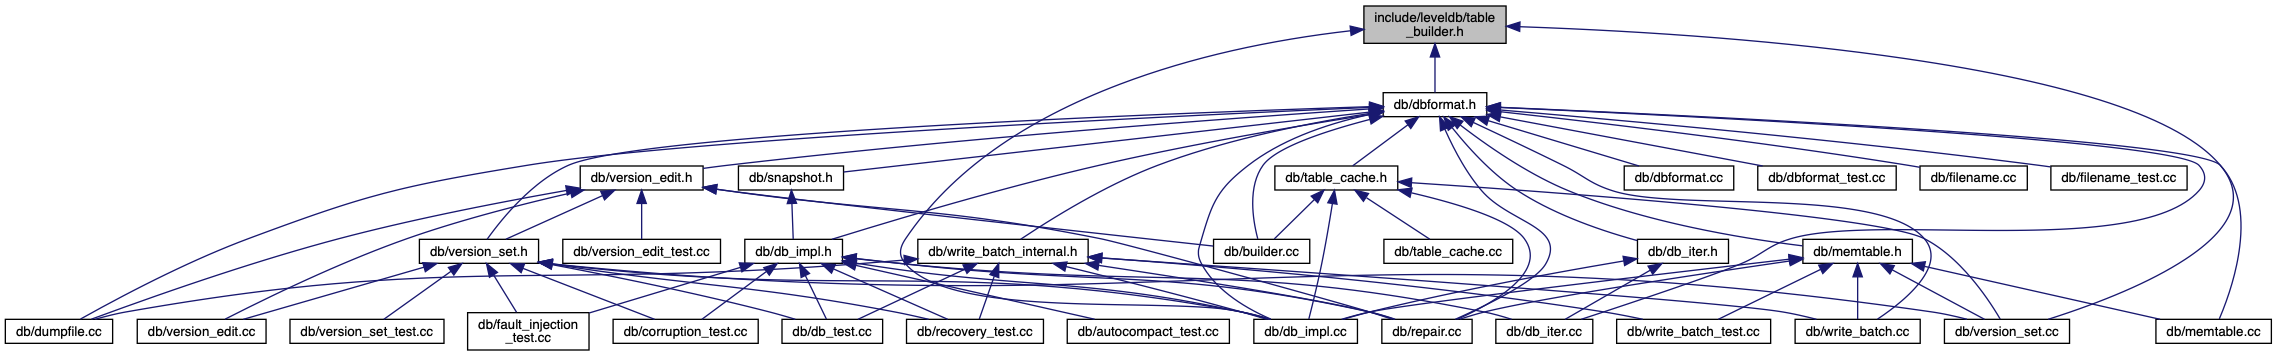 include/leveldb/table
_builder.h
db/dbformat.h
db/version_edit.h
db/snapshot.h
db/table_cache.h
db/dbformat.cc
db/dbformat_test.cc
db/filename.cc
db/filename_test.cc
db/version_set.h
db/version_edit_test.cc
db/db_impl.h
db/write_batch_internal.h
db/builder.cc
db/table_cache.cc
db/db_iter.h
db/memtable.h
db/dumpfile.cc
db/version_edit.cc
db/version_set_test.cc
db/fault_injection
_test.cc
db/corruption_test.cc
db/db_test.cc
db/recovery_test.cc
db/autocompact_test.cc
db/db_impl.cc
db/repair.cc
db/db_iter.cc
db/write_batch_test.cc
db/write_batch.cc
db/version_set.cc
db/memtable.cc